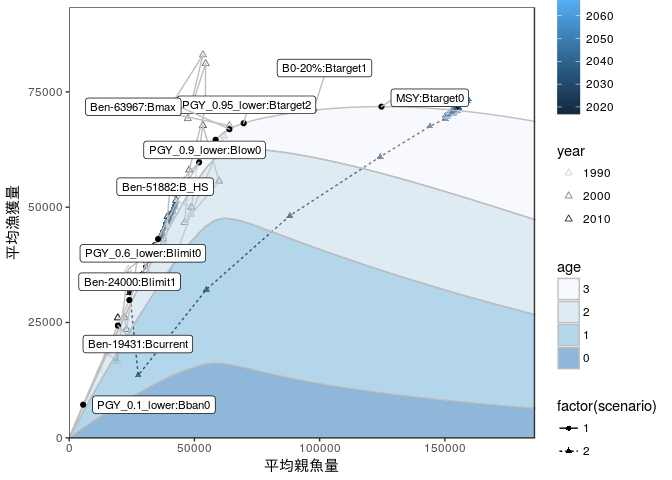 75000
50000
25000
0
平均漁獲量
0
50000
100000
150000
平均親魚量
B0-20%:Btarget1
MSY:Btarget0
Ben-63967:Bmax
PGY_0.95_lower:Btarget2
PGY_0.9_lower:Blow0
Ben-51882:B_HS
PGY_0.6_lower:Blimit0
Ben-24000:Blimit1
Ben-19431:Bcurrent
PGY_0.1_lower:Bban0
2060
2050
2040
2030
2020
year
1990
2000
2010
age
3
2
1
0
factor(scenario)
1
2